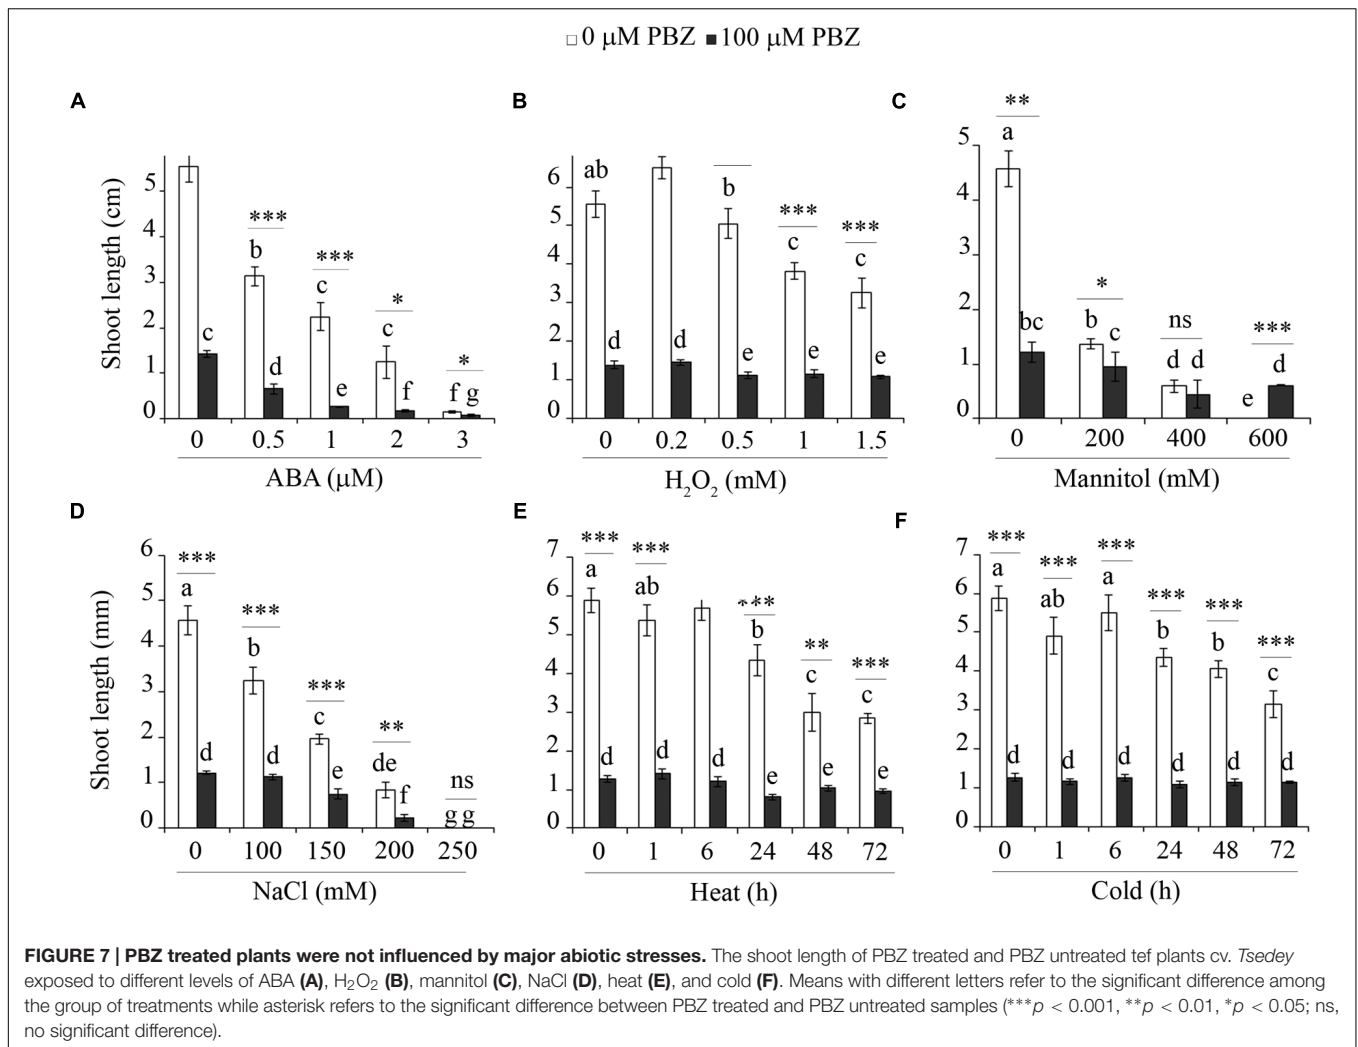 □0 µM PBZ ■100 µM PBZ
A
Shoot length (cm)
5
4
3
2
1
0
***
b
***
c
*
c
*
f g
c
d
e
f
0 0.5 1 2 3
ABA (µM)
B
6
5
4
3
2
1
0
ab
b
***
c
***
c
d
d
e
e
e
0 0.2 0.5 1 1.5
H₂O₂ (mM)
C
5
4
3
2
1
0
**
a
bc
*
b
c
ns
d d
***
e
d
0 200 400 600
Mannitol (mM)
D
Shoot length (mm)
6
5
4
3
2
1
0
***
a
d
***
b
d
***
c
e
**
de
f
ns
g g
0 100 150 200 250
NaCl (mM)
E
7
6
5
4
3
2
1
0
***
a
d
***
ab
d
d
***
b
e
**
c
e
***
c
e
0 1 6 24 48 72
Heat (h)
F
7
6
5
4
3
2
1
0
***
a
d
***
ab
d
***
a
d
***
b
d
***
b
d
***
c
d
0 1 6 24 48 72
Cold (h)
FIGURE 7 | PBZ treated plants were not influenced by major abiotic stresses. The shoot length of PBZ treated and PBZ untreated tef plants cv. Tsedey
exposed to different levels of ABA (A), H₂O₂ (B), mannitol (C), NaCl (D), heat (E), and cold (F). Means with different letters refer to the significant difference among
the group of treatments while asterisk refers to the significant difference between PBZ treated and PBZ untreated samples (***p < 0.001, **p < 0.01, *p < 0.05; ns,
no significant difference).